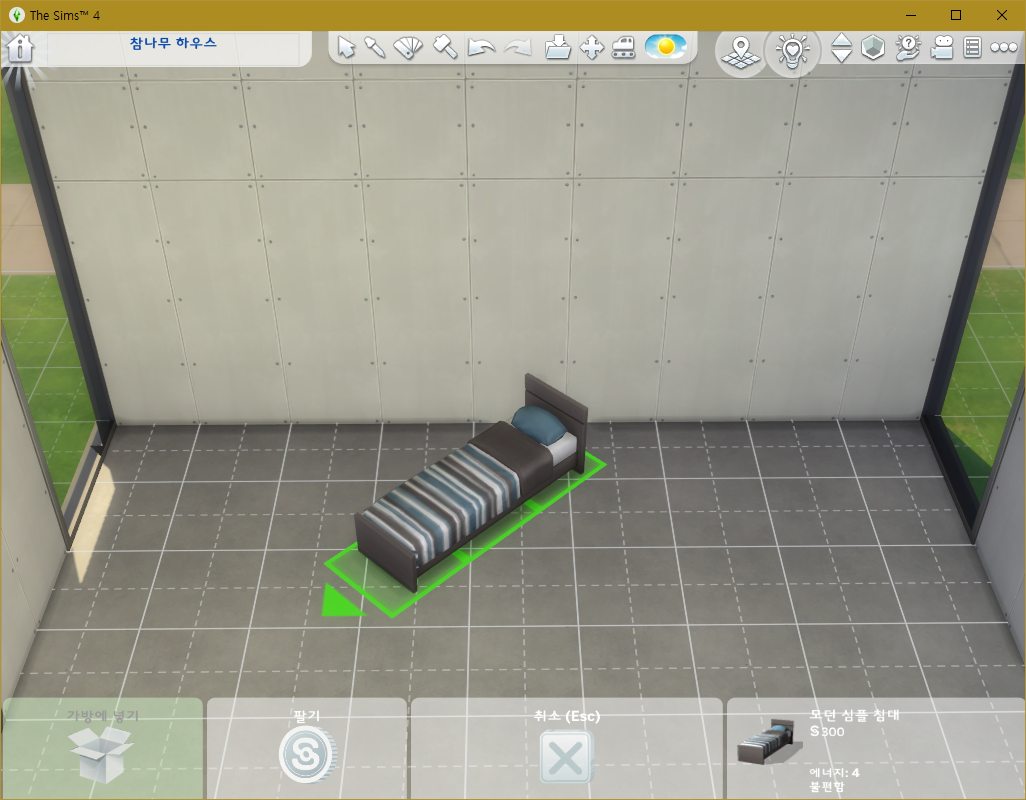 The Sims™ 4
참나무 하우스
가방에 넣기
팔기
취소 (Esc)
모던 심플 침대
§300
에너지: 4
불편함